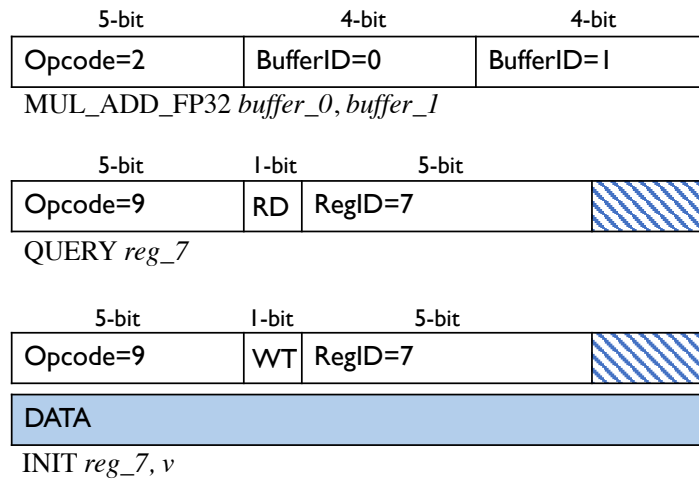 5-bit 4-bit 4-bit
Opcode=2 BufferID=0 BufferID=1
MUL_ADD_FP32 buffer_0, buffer_1
5-bit 1-bit 5-bit
Opcode=9 RD RegID=7
QUERY reg_7
5-bit 1-bit 5-bit
Opcode=9 WT RegID=7
DATA
INIT reg_7, v